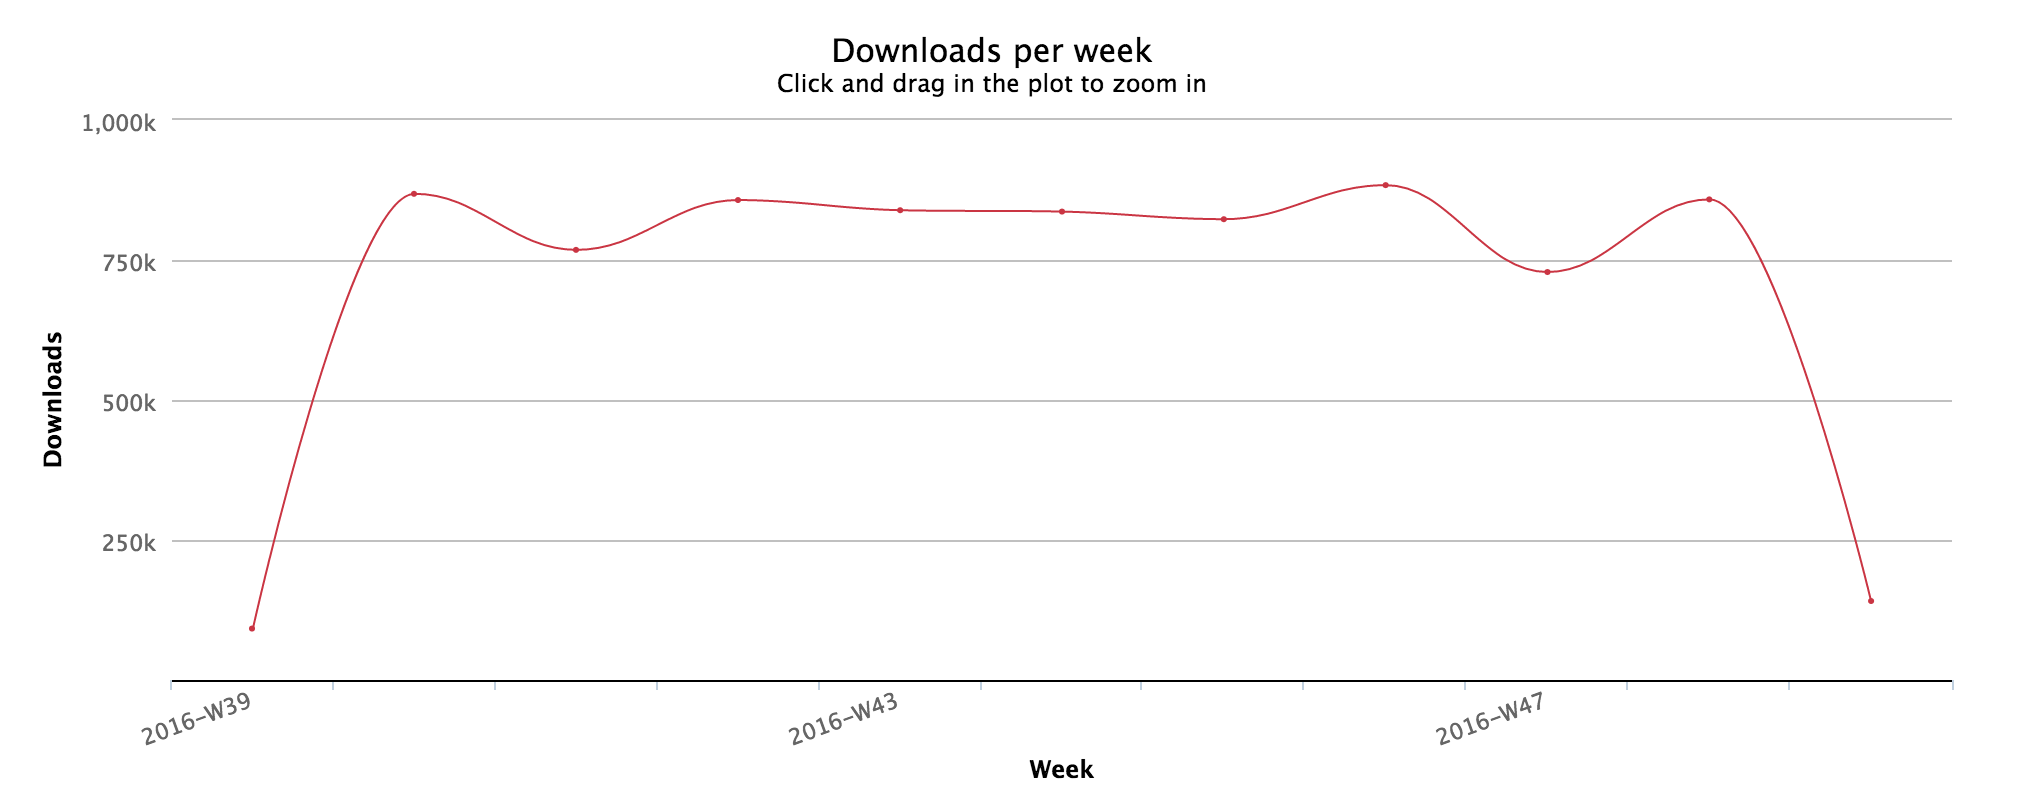 Downloads per week
Click and drag in the plot to zoom in
1,000k
750k
500k
250k
Downloads
2016-W39
2016-W43
2016-W47
Week